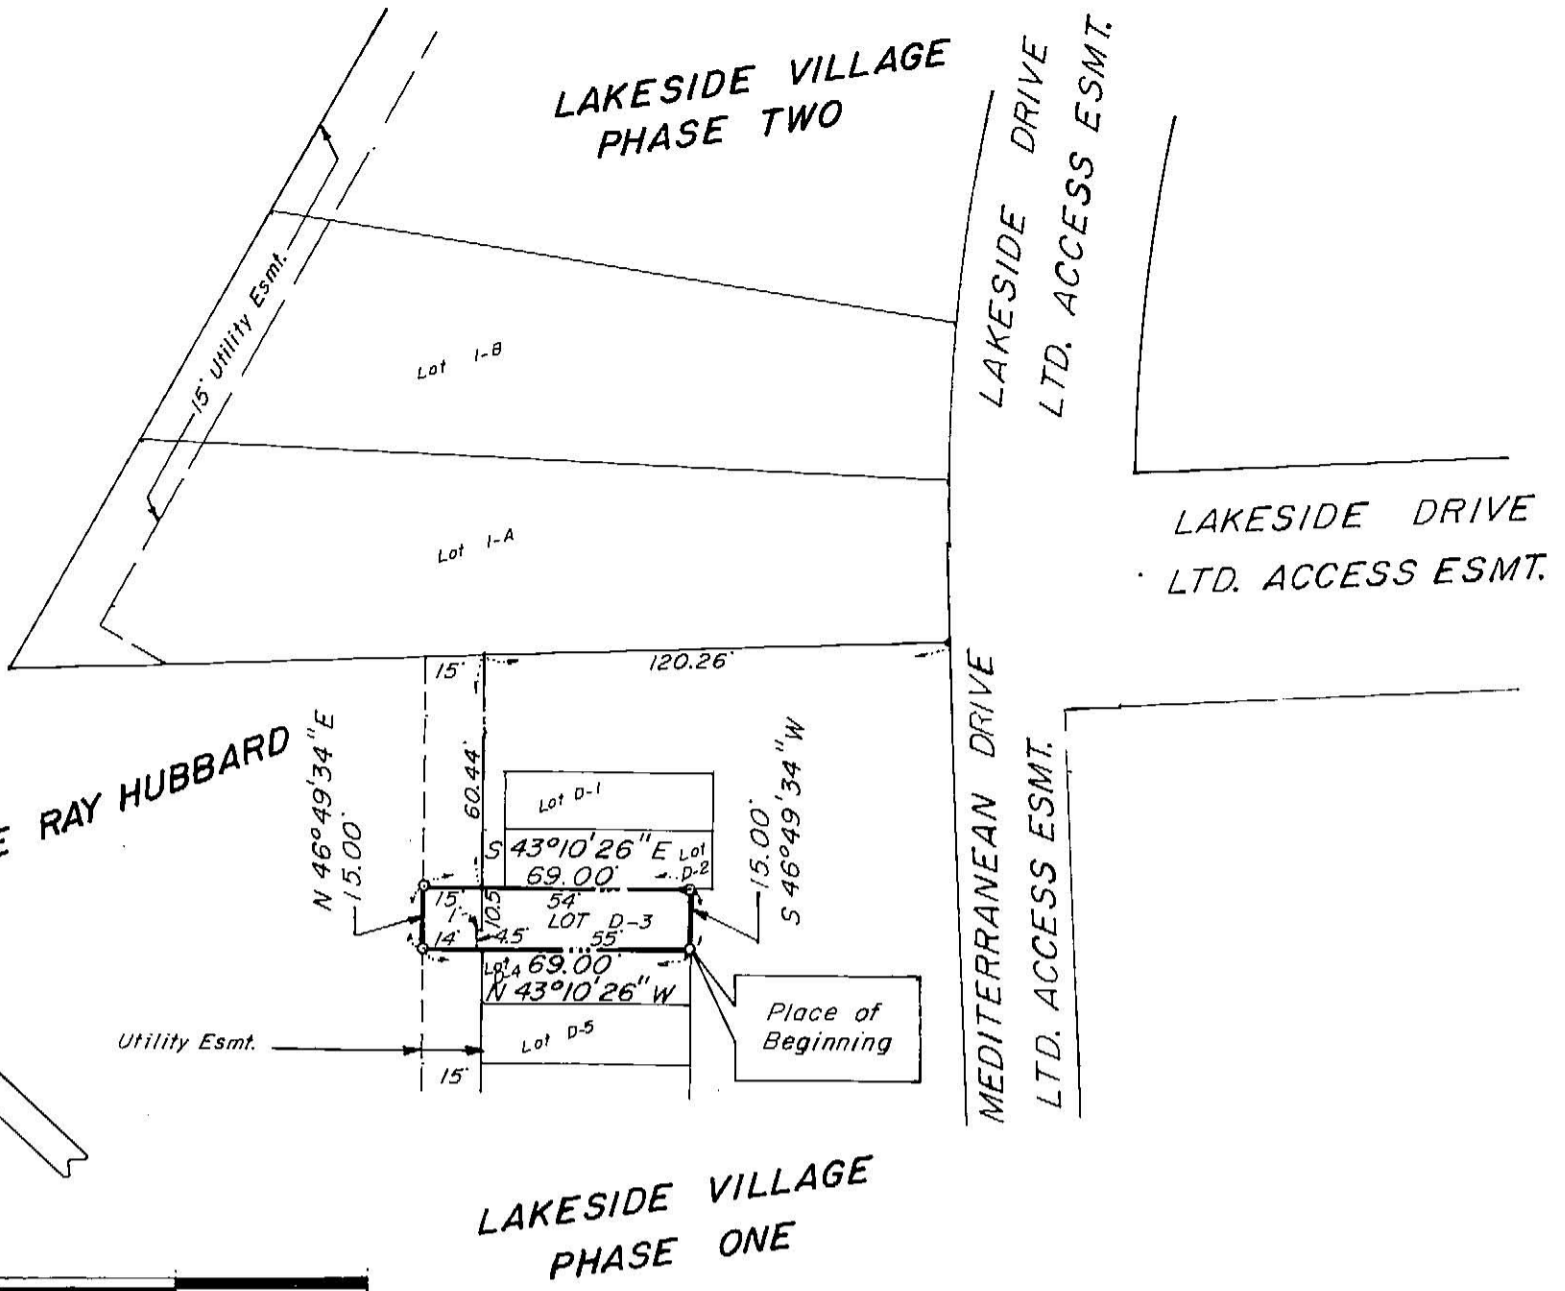 LAKESIDE VILLAGE
PHASE TWO
LAKESIDE DRIVE
LTD. ACCESS ESMT.
15' Utility Esmt.
Lot 1-B
Lot 1-A
LAKESIDE DRIVE
LTD. ACCESS ESMT.
15'
120.26'
RAY HUBBARD
N 46°49'34"E
15.00'
60.44'
Lot D-1
S 43°10'26"E
69.00'
Lot
D-2
15.00'
S 46°49'34"W
MEDITERRANEAN DRIVE
LTD. ACCESS ESMT.
15'
10.5
54'
1'
LOT D-3
14'
4.5'
55'
Lot
D-4
69.00'
N 43°10'26"W
Lot D-5
Place of
Beginning
Utility Esmt.
15'
LAKESIDE VILLAGE
PHASE ONE